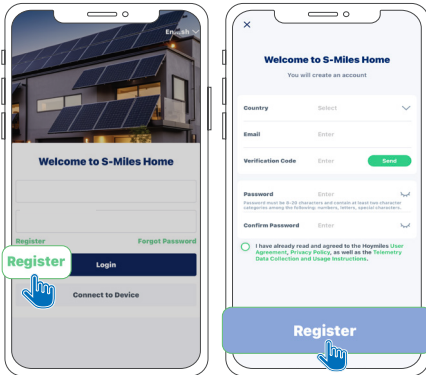 English
Welcome to S-Miles Home
Register
Forgot Password
Register
Login
Connect to Device
Welcome to S-Miles Home
You will create an account
Country
Select
Email
Enter
Verification Code
Enter
Send
Password
Enter
Password must be 8-20 characters and contain at least two character
categories among the following: numbers, letters, special characters.
Confirm Password
Enter
I have already read and agreed to the Hoymiles User
Agreement, Privacy Policy, as well as the Telemetry
Data Collection and Usage Instructions.
Register